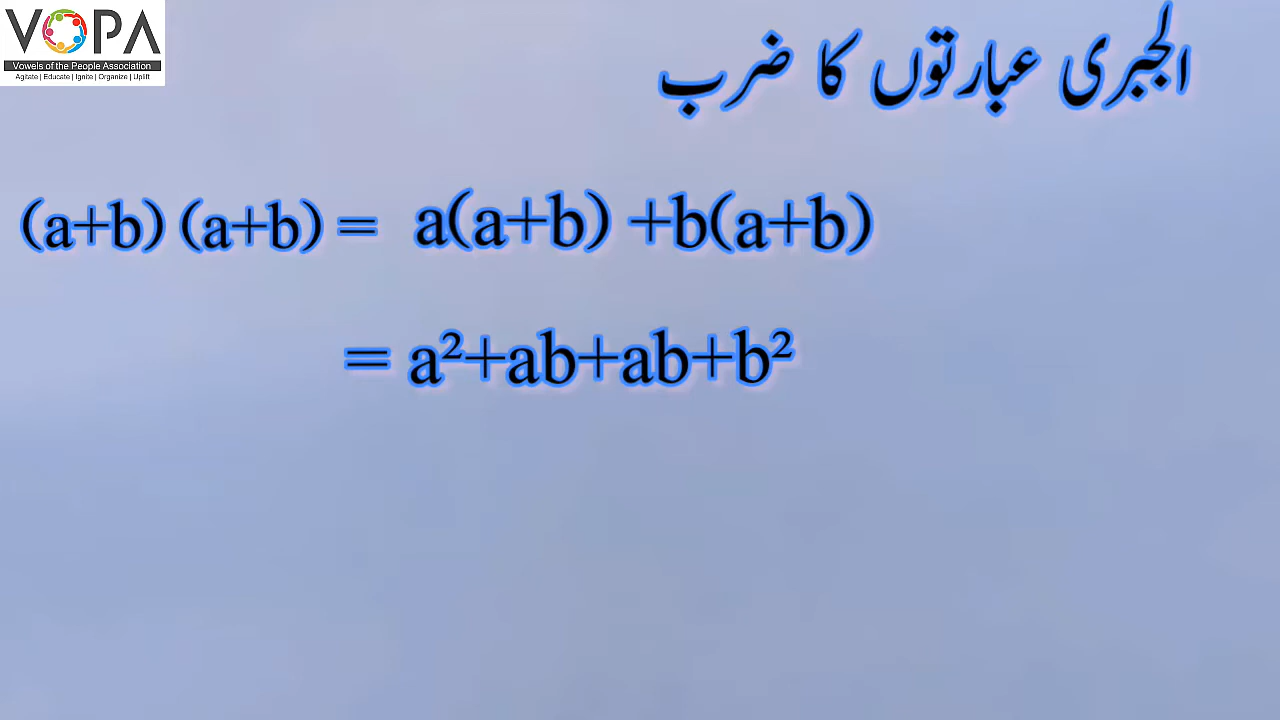 VOPA
Vowels of the People Association
Agitate | Educate | Ignite | Organize | Uplift
الجبری عبارتوں کا ضرب
(a+b) (a+b) = a(a+b) +b(a+b)
= a²+ab+ab+b²